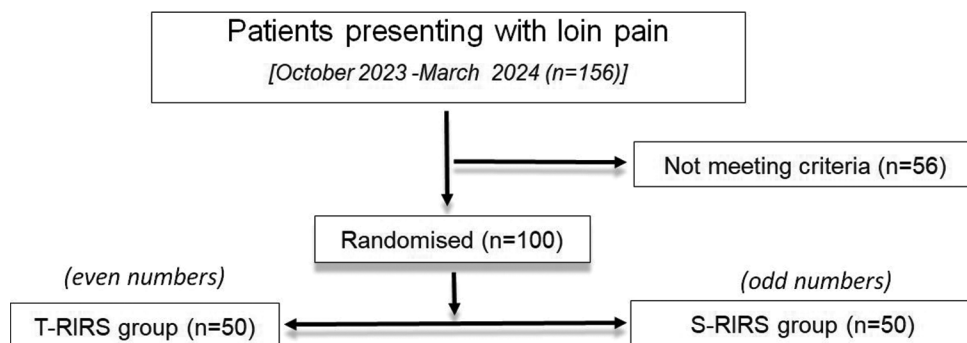 Patients presenting with loin pain
[October 2023 -March  2024 (n=156)]
Not meeting criteria (n=56)
Randomised (n=100)
(even numbers)
(odd numbers)
T-RIRS group (n=50)
S-RIRS group (n=50)